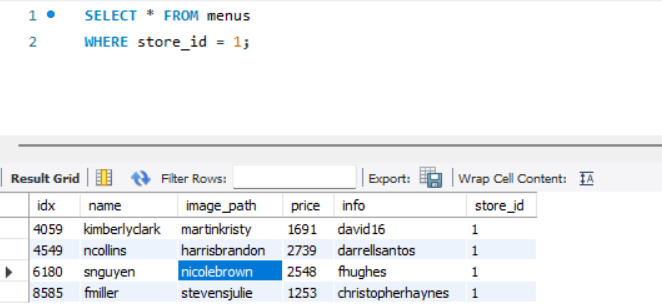 1 SELECT * FROM menus
2 WHERE store_id = 1;
Result Grid Filter Rows: Export: Wrap Cell Content: IA
idx name image_path price info store_id
4059 kimberlyclark martinkristy 1691 david16 1
4549 ncollins harrisbrandon 2739 darrellsantos 1
6180 snguyen nicolebrown 2548 fhughes 1
8585 fmiller stevensjulie 1253 christopherhaynes 1